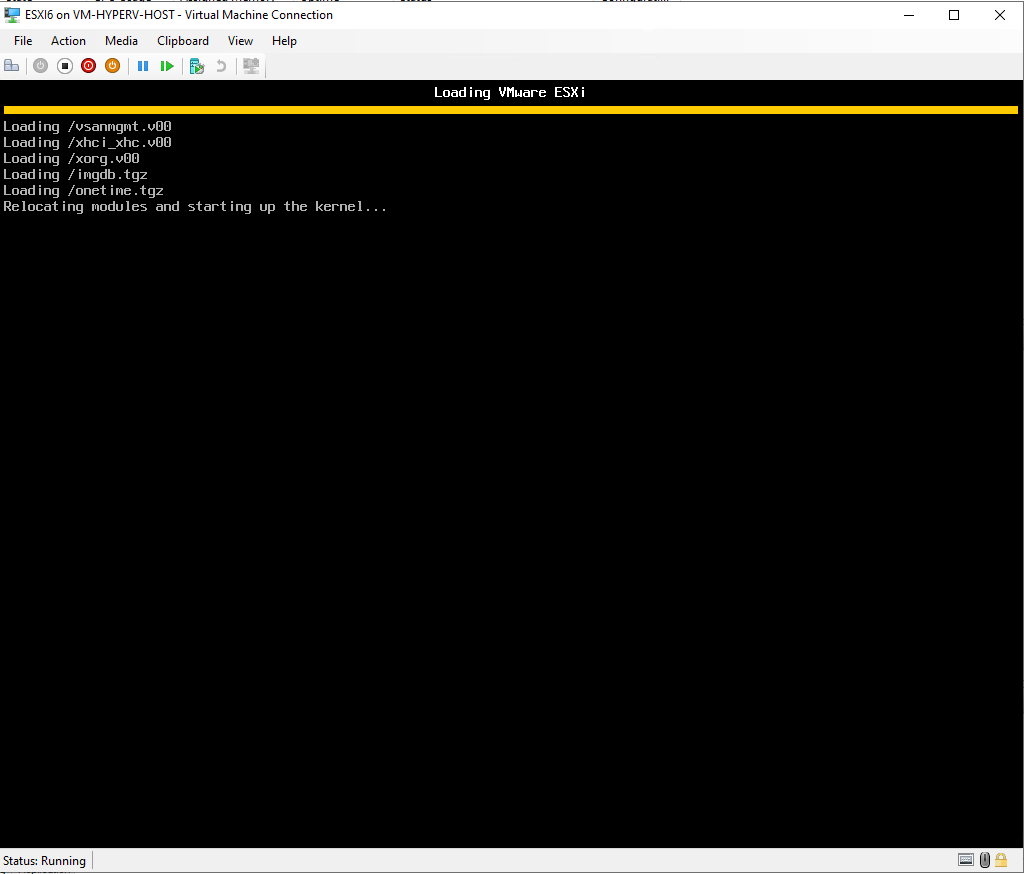 ESXI6 on VM-HYPERV-HOST - Virtual Machine Connection
File Action Media Clipboard View Help
Loading VMware ESXi
Loading /vsanmgmt.v00
Loading /xhci_xhc.v00
Loading /xorg.v00
Loading /imgdb.tgz
Loading /onetime.tgz
Relocating modules and starting up the kernel...
Status: Running